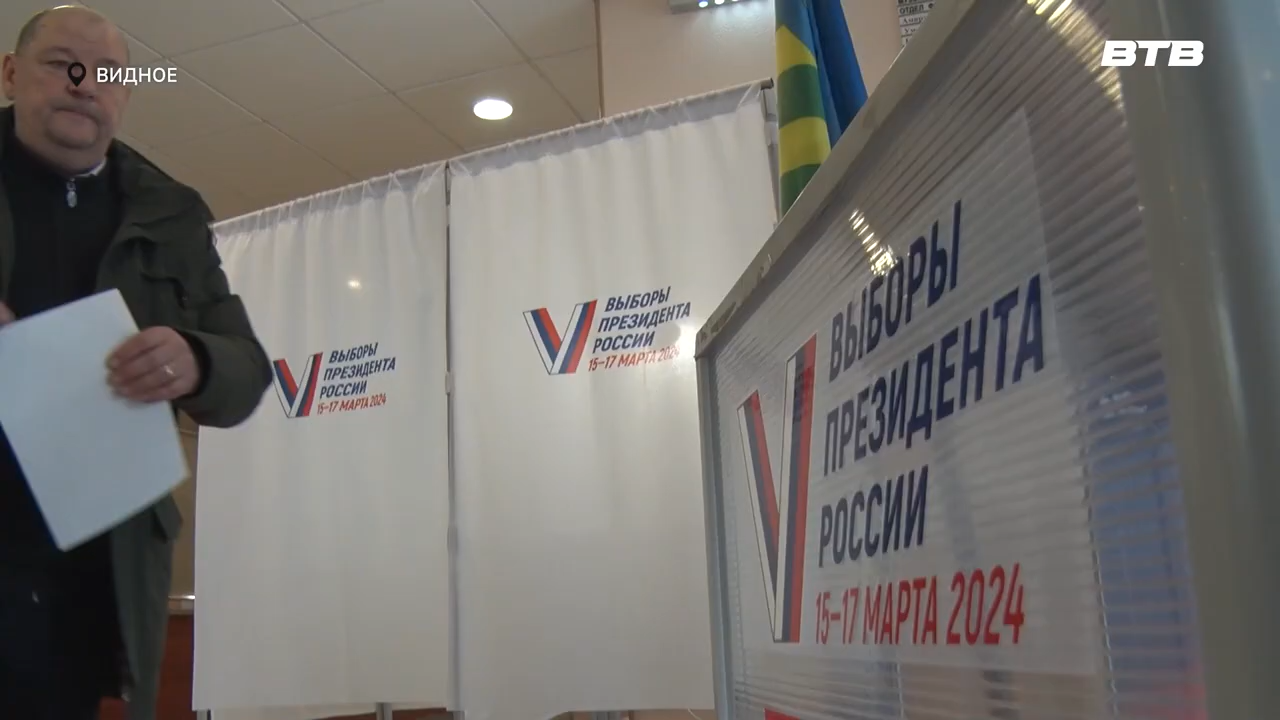 ВИДНОЕ
ВТВ
ВЫБОРЫ
ПРЕЗИДЕНТА
РОССИИ
15–17 МАРТА 2024
ВЫБОРЫ
ПРЕЗИДЕНТА
РОССИИ
15–17 МАРТА 2024
ВЫБОРЫ
ПРЕЗИДЕНТА
РОССИИ
15–17 МАРТА 2024